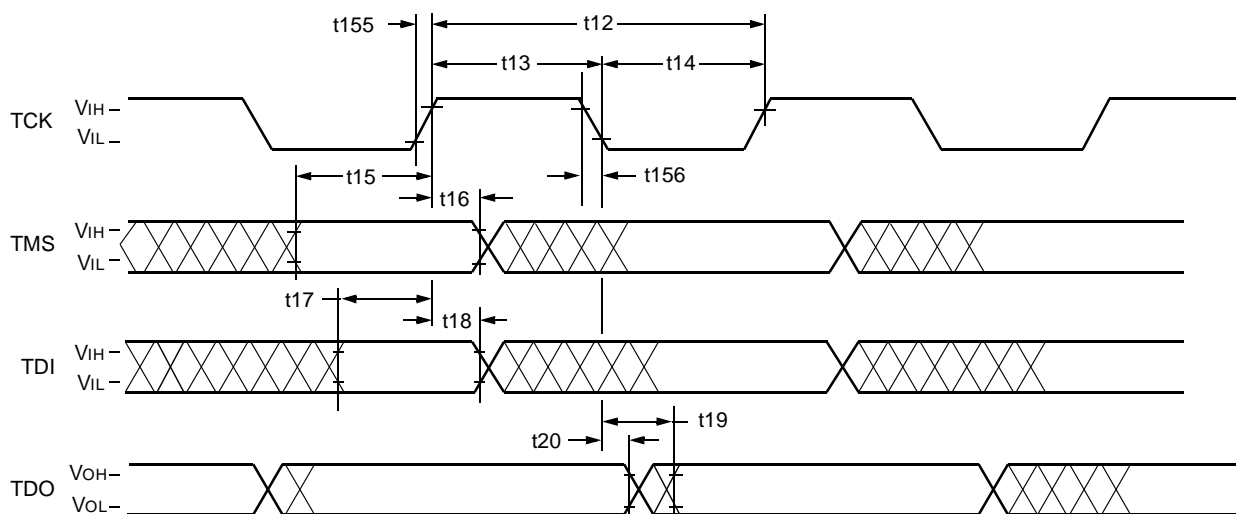 t155
t12
t13
t14
TCK
VIH
VIL
t156
t15
t16
TMS
VIH
VIL
t17
t18
TDI
VIH
VIL
t19
t20
TDO
VOH
VOL